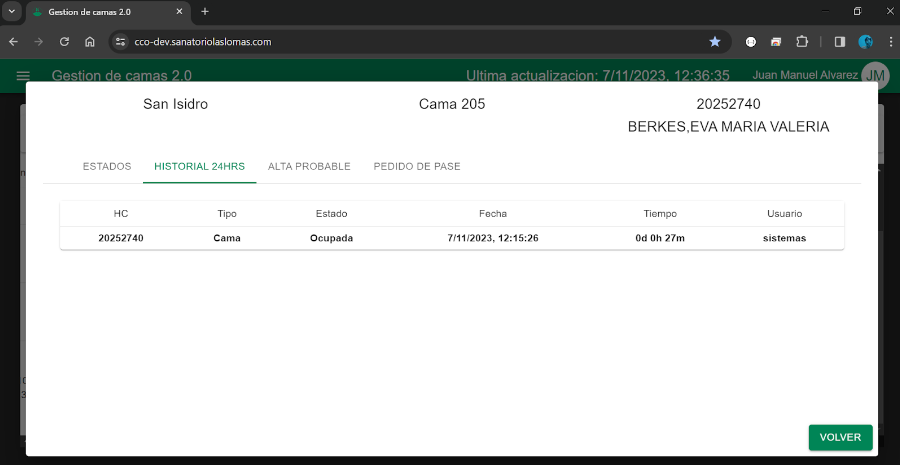 Gestion de camas 2.0
cco-dev.sanatoriolaslomas.com
Gestion de camas 2.0 Ultima actualizacion: 7/11/2023, 12:36:35 Juan Manuel Alvarez JM
San Isidro Cama 205 20252740
BERKES,EVA MARIA VALERIA
ESTADOS HISTORIAL 24HRS ALTA PROBABLE PEDIDO DE PASE
HC Tipo Estado Fecha Tiempo Usuario
20252740 Cama Ocupada 7/11/2023, 12:15:26 0d 0h 27m sistemas
VOLVER